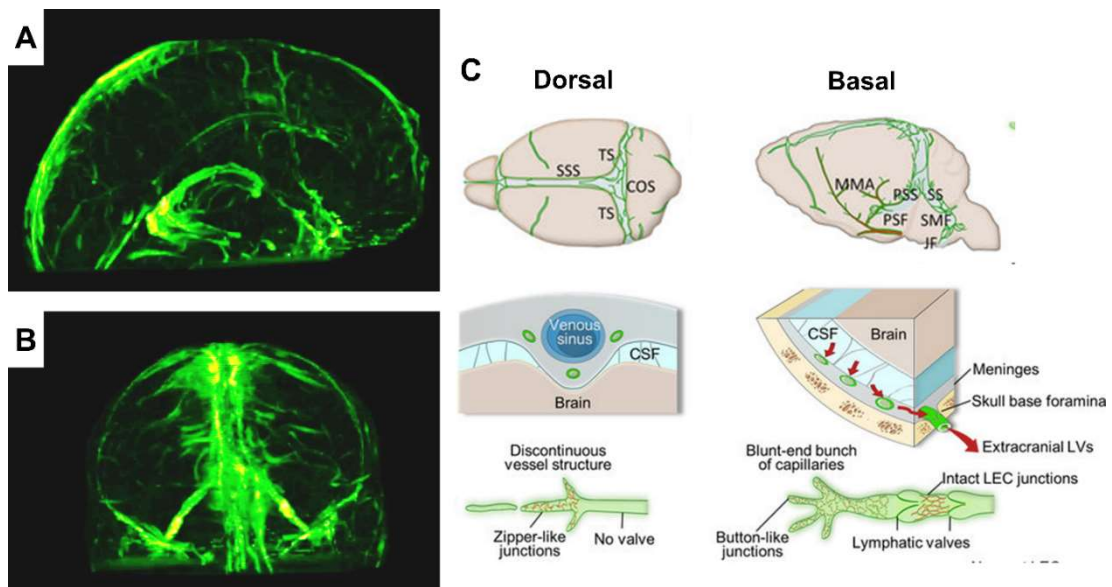 A
B
C
Dorsal
Basal
SSS
TS
COS
TS
MMA
PSS
SS
PSF
SMF
JF
Venous
sinus
CSF
Brain
CSF
Brain
Meninges
Skull base foramina
Extracranial LVs
Discontinuous
vessel structure
Zipper-like
junctions
No valve
Blunt-end bunch
of capillaries
Intact LEC junctions
Button-like
junctions
Lymphatic valves